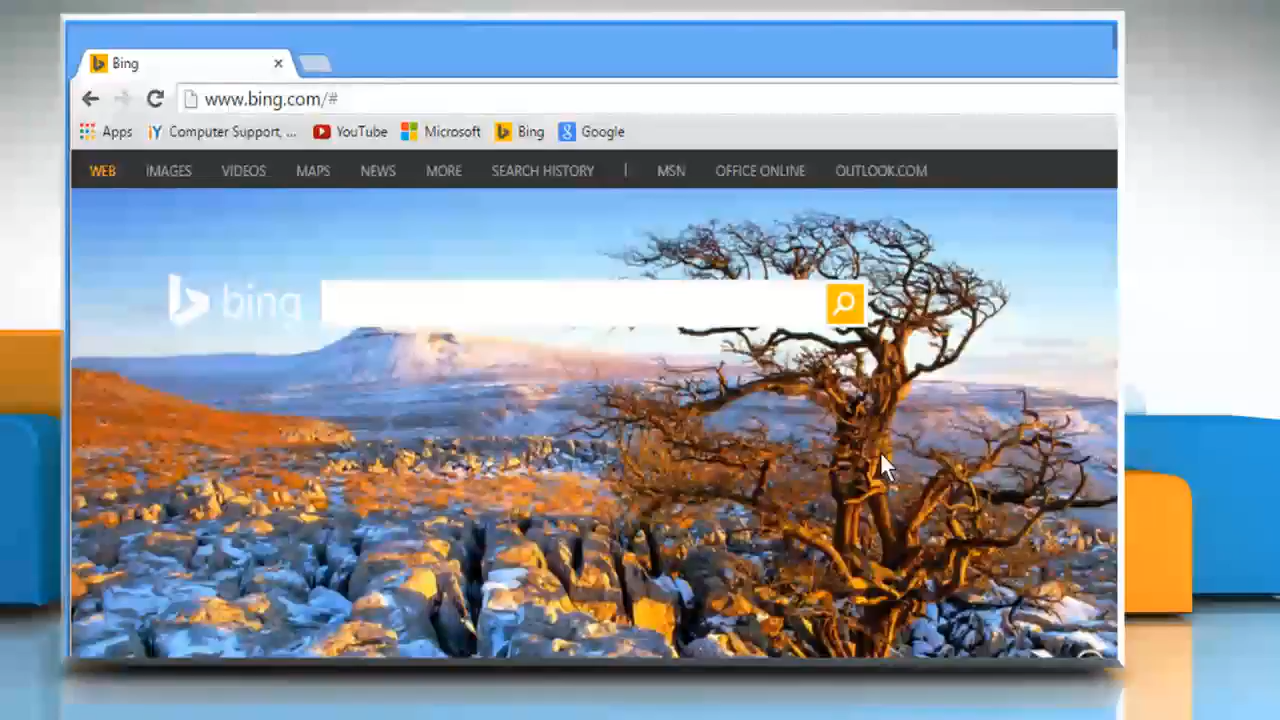 Bing
www.bing.com/#
Apps Computer Support, ... YouTube Microsoft Bing Google
WEB IMAGES VIDEOS MAPS NEWS MORE SEARCH HISTORY | MSN OFFICE ONLINE OUTLOOK.COM
bing